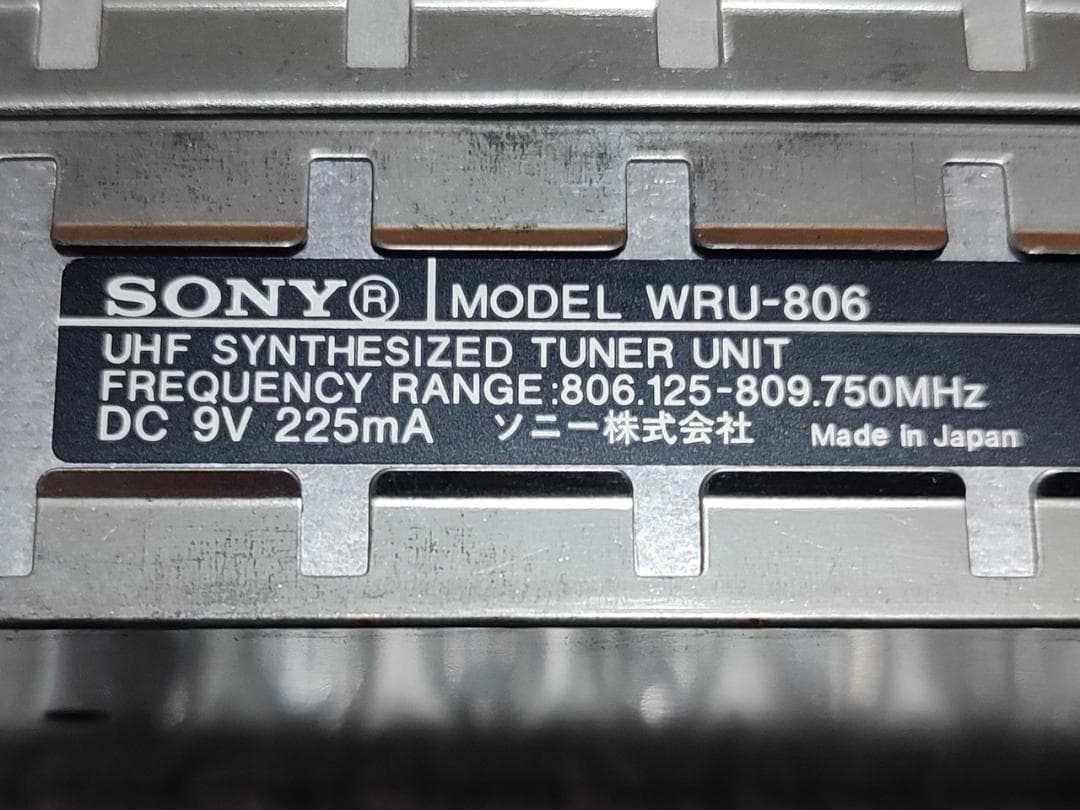 SONY® MODEL WRU-806
UHF SYNTHESIZED TUNER UNIT
FREQUENCY RANGE:806.125-809.750MHz
DC 9V 225mA ソニー株式会社 Made in Japan